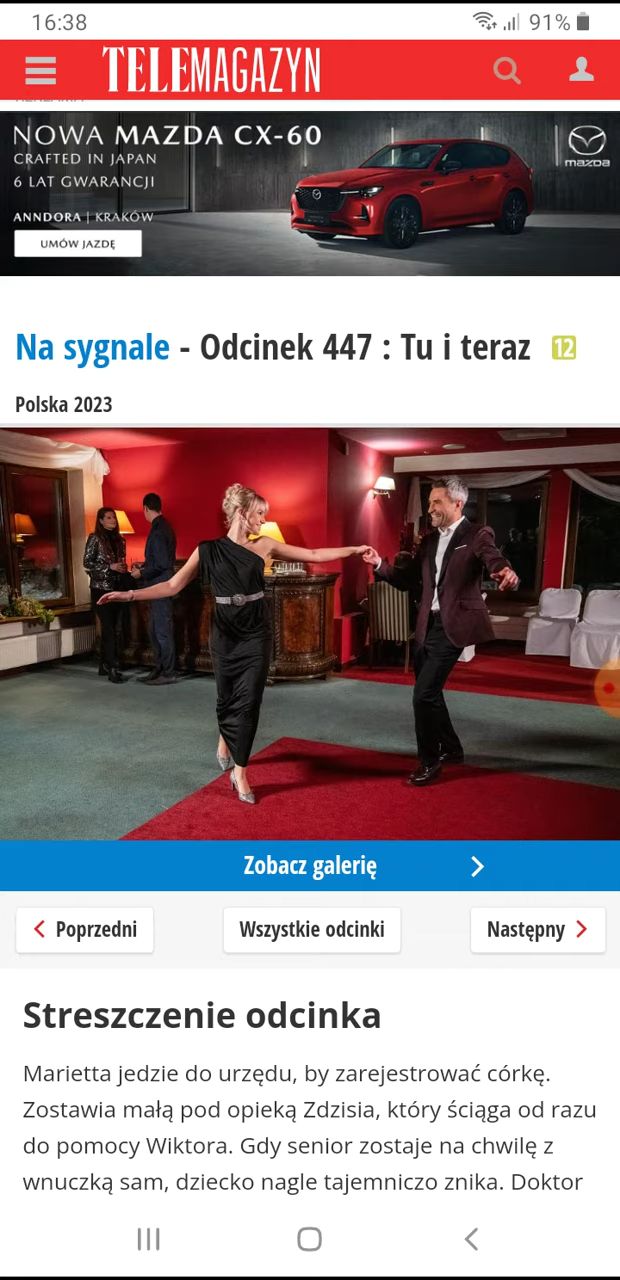 16:38
91%
TELEMAGAZYN
NOWA MAZDA CX-60
CRAFTED IN JAPAN
6 LAT GWARANCJI
ANNDORA | KRAKÓW
UMÓW JAZDĘ
mazda
Na sygnale - Odcinek 447 : Tu i teraz 12
Polska 2023
Zobacz galerię
Poprzedni
Wszystkie odcinki
Następny
Streszczenie odcinka
Marietta jedzie do urzędu, by zarejestrować córkę.
Zostawia małą pod opieką Zdzisia, który ściąga od razu
do pomocy Wiktora. Gdy senior zostaje na chwilę z
wnuczką sam, dziecko nagle tajemniczo znika. Doktor